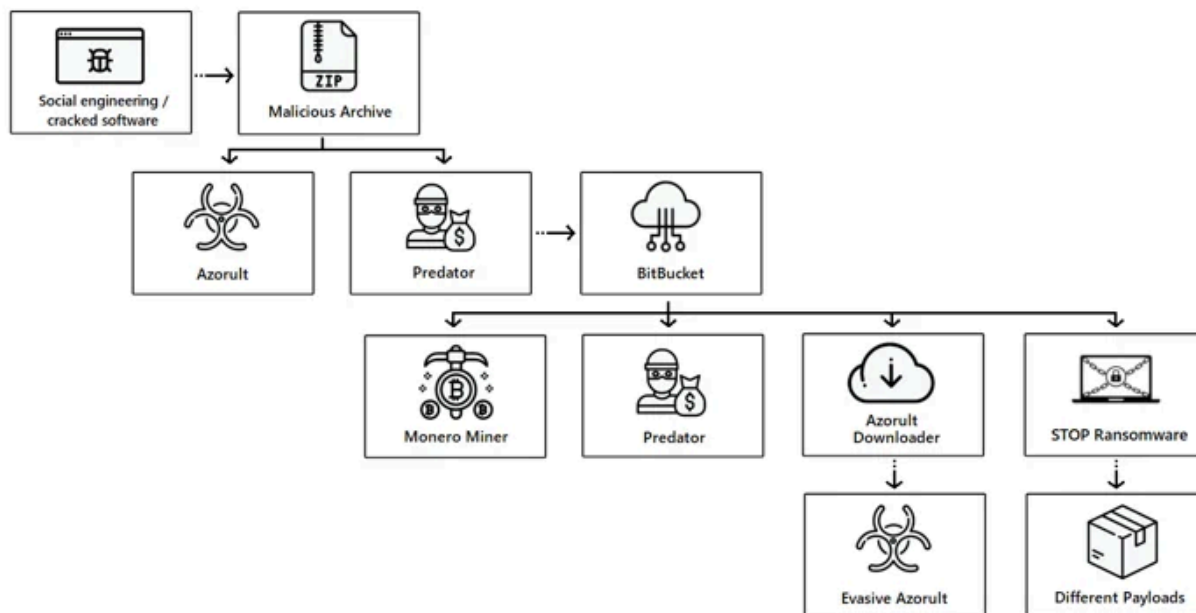 Social engineering /
cracked software
ZIP
Malicious Archive
Azorult
$
Predator
BitBucket
Monero Miner
$
Predator
Azorult
Downloader
STOP Ransomware
Evasive Azorult
Different Payloads